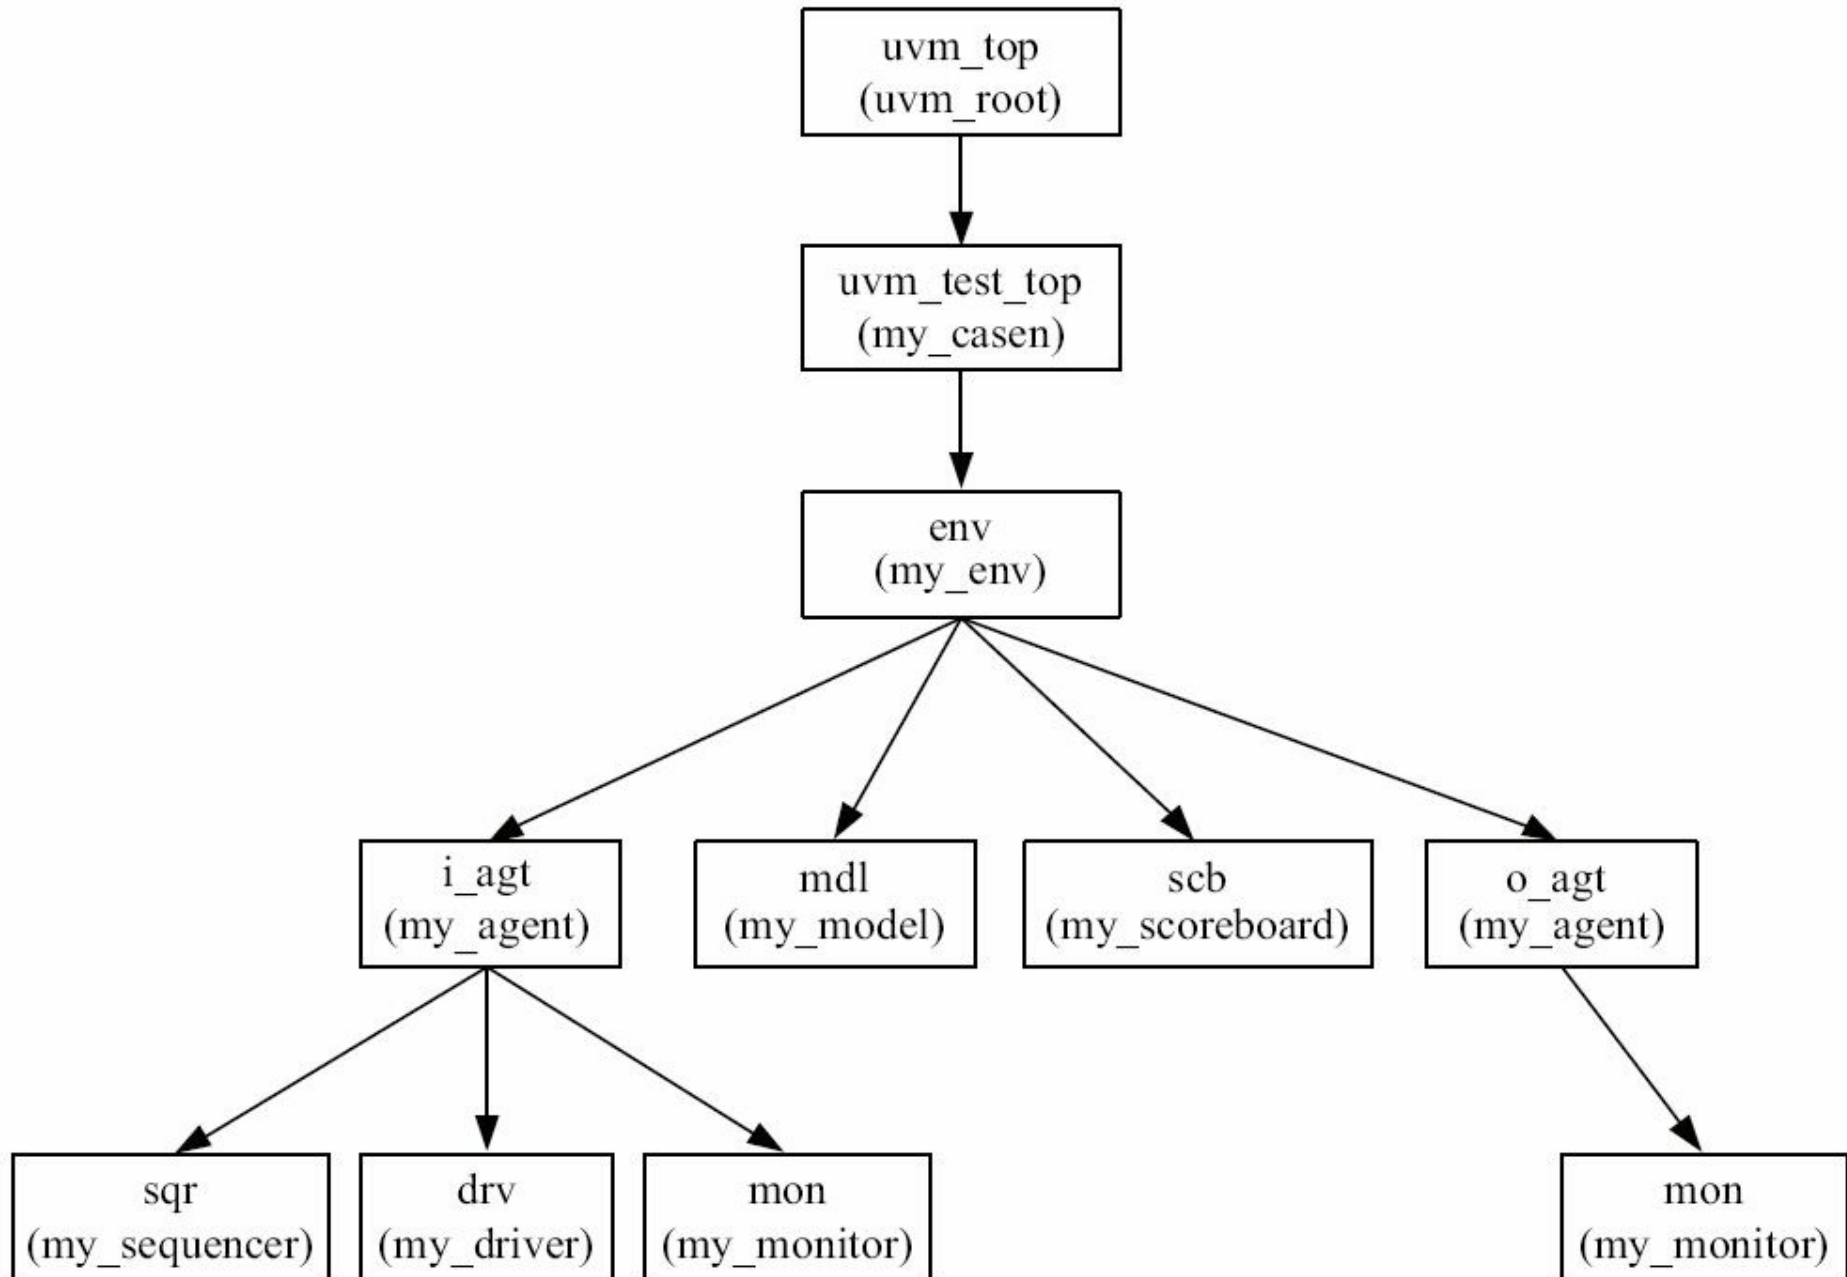 uvm_top
(uvm_root)
uvm_test_top
(my_casen)
env
(my_env)
i_agt
(my_agent)
mdl
(my_model)
scb
(my_scoreboard)
o_agt
(my_agent)
sqr
(my_sequencer)
drv
(my_driver)
mon
(my_monitor)
mon
(my_monitor)